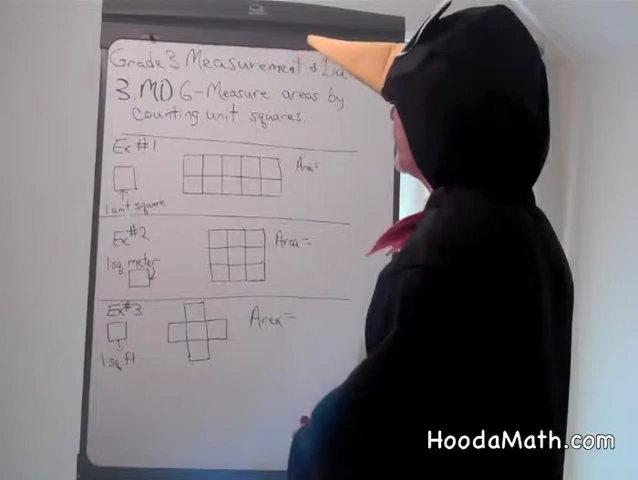 Grade 3 Measurement & Da
3.MD 6-Measure areas by
counting unit squares.
Ex #1
Area=
1 unit square
Ex #2
Area=
1 sq meter
Ex #3
Area=
1 sq ft
HoodaMath.com